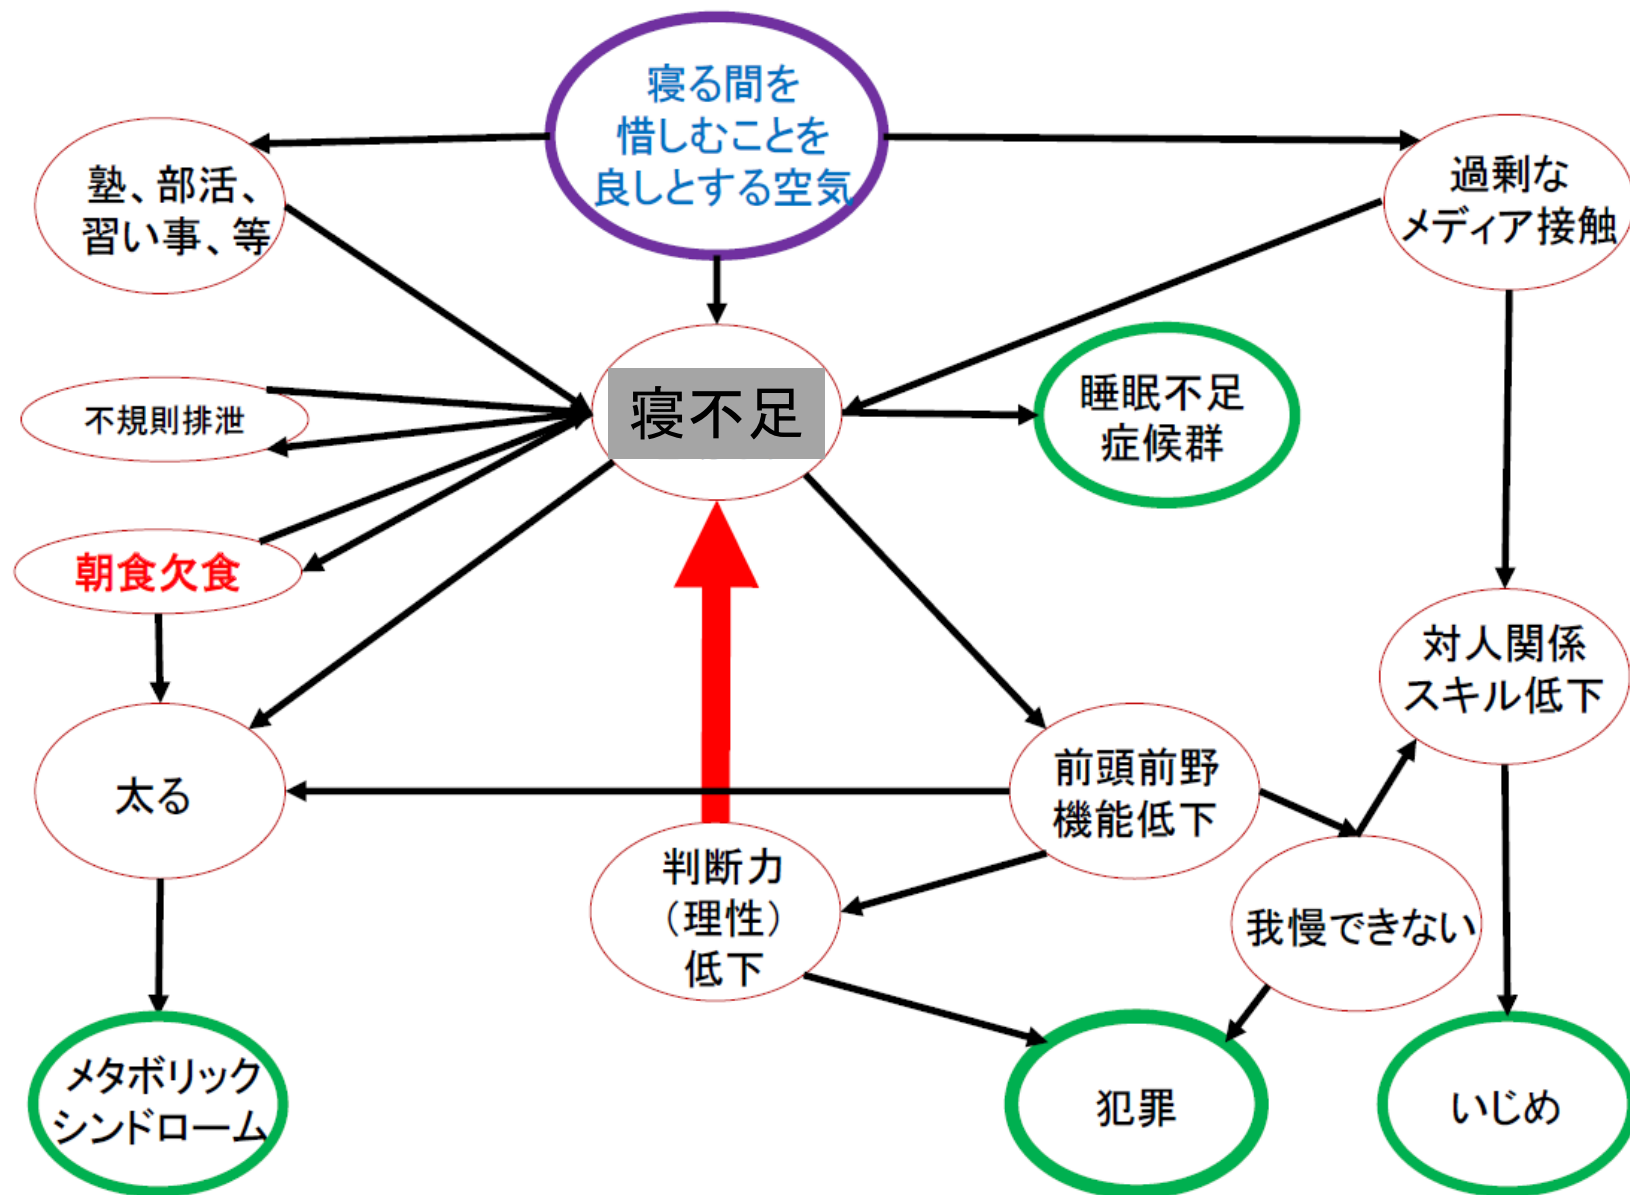 寝る間を
惜しむことを
良しとする空気
塾、部活、
習い事、等
過剰な
メディア接触
不規則排泄
寝不足
睡眠不足
症候群
朝食欠食
対人関係
スキル低下
太る
前頭前野
機能低下
判断力
（理性）
低下
我慢できない
メタボリック
シンドローム
犯罪
いじめ